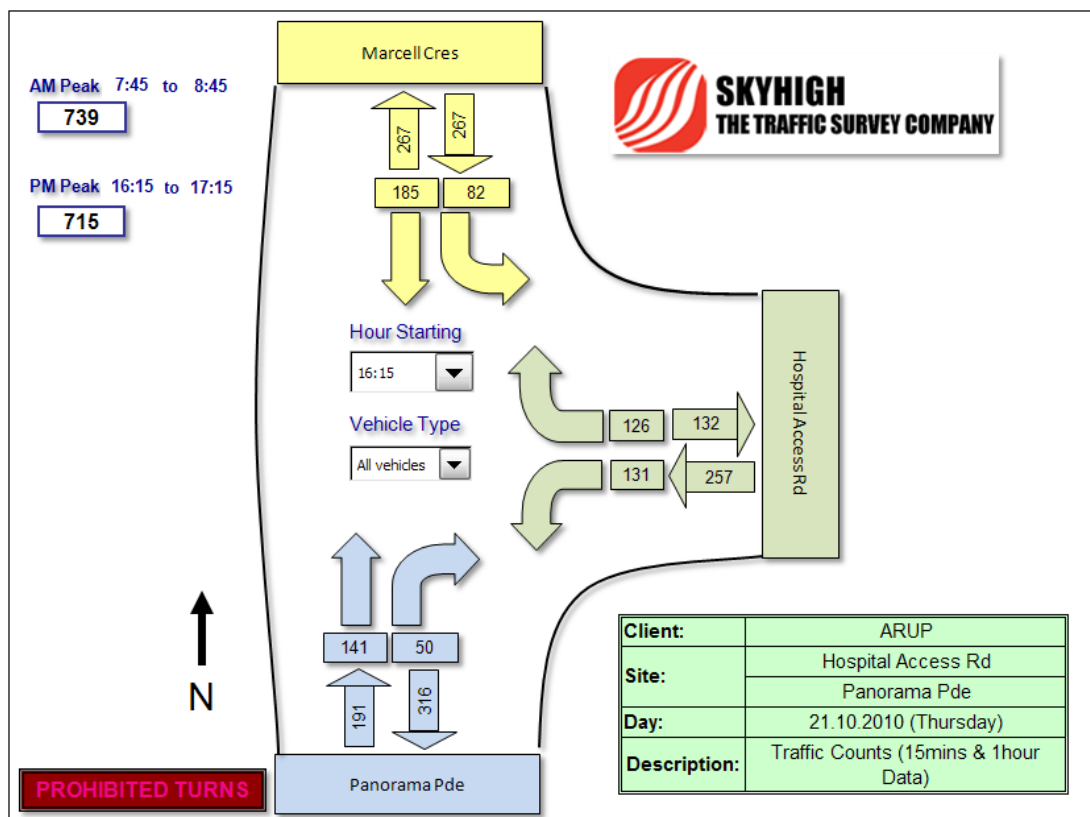 Marcell Cres
AM Peak 7:45 to 8:45
739
SKYHIGH
THE TRAFFIC SURVEY COMPANY
267
267
185
82
PM Peak 16:15 to 17:15
715
Hour Starting
16:15
Vehicle Type
All vehicles
126
132
131
257
Hospital Access Rd
141
50
191
316
N
Client: ARUP
Site: Hospital Access Rd
Panorama Pde
Day: 21.10.2010 (Thursday)
Description: Traffic Counts (15mins & 1hour
Data)
PROHIBITED TURNS
Panorama Pde